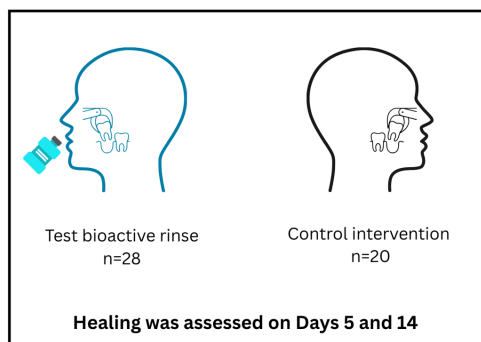 Test bioactive rinse
n=28
Control intervention
n=20
Healing was assessed on Days 5 and 14